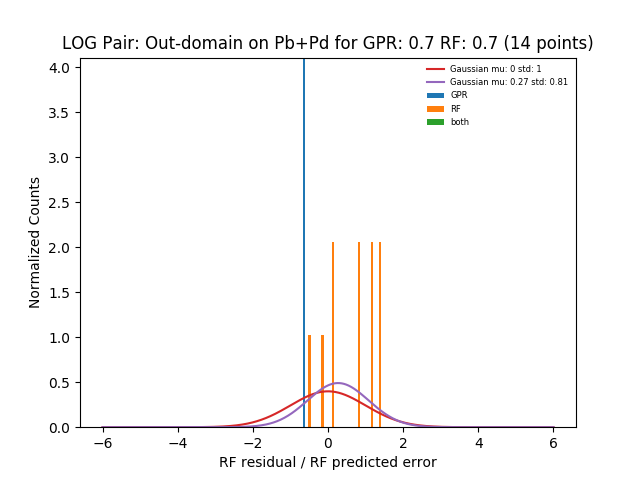 LOG Pair: Out-domain on Pb+Pd for GPR: 0.7 RF: 0.7 (14 points)
Gaussian mu: 0 std: 1
Gaussian mu: 0.27 std: 0.81
GPR
RF
both
Normalized Counts
4.0
3.5
3.0
2.5
2.0
1.5
1.0
0.5
0.0
−6 −4 −2 0 2 4 6
RF residual / RF predicted error